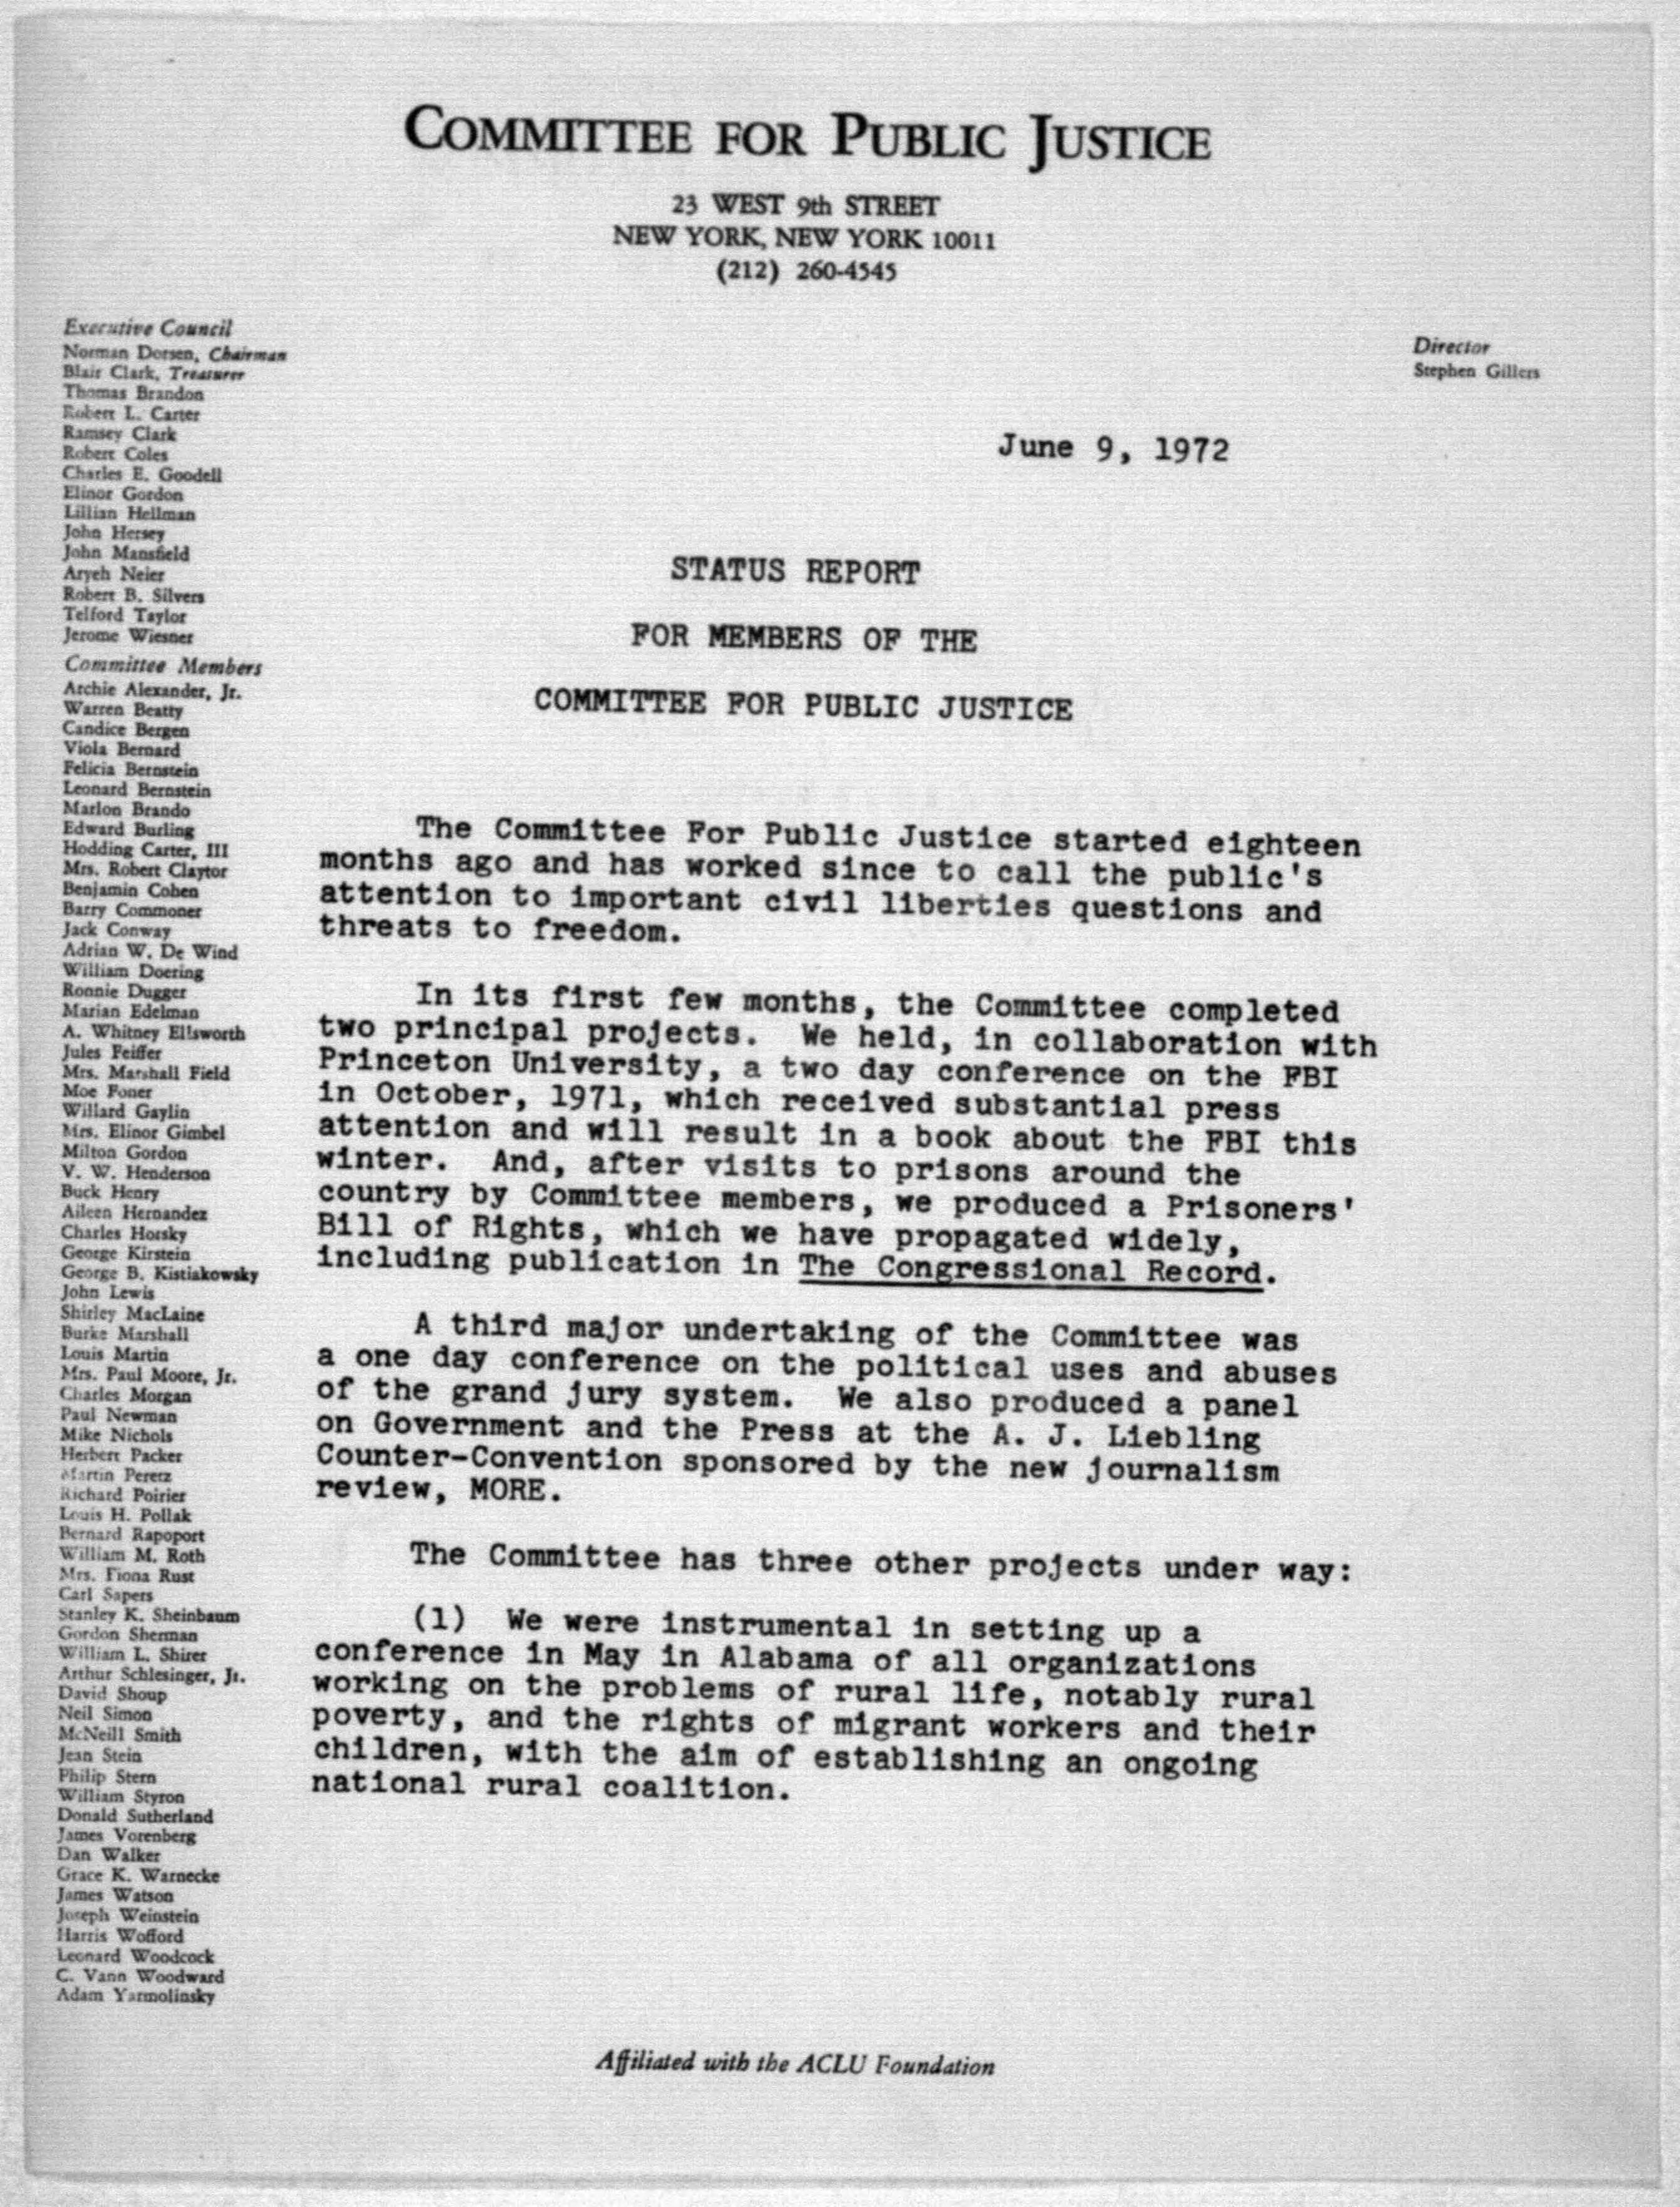 COMMITTEE FOR PUBLIC JUSTICE
23 WEST 9th STREET
NEW YORK, NEW YORK 10011
(212) 260-4545
Executive Council
Norman Dorsen, Chairman
Blair Clark, Treasurer
Thomas Brandon
Robert L. Carter
Ramsey Clark
Robert Coles
Charles E. Goodell
Elinor Gordon
Lillian Hellman
John Hersey
John Mansfield
Aryeh Neier
Robert B. Silvers
Telford Taylor
Jerome Wiesner
Committee Members
Archie Alexander, Jr.
Warren Beatty
Candice Bergen
Viola Bernard
Felicia Bernstein
Leonard Bernstein
Marlon Brando
Edward Burling
Hodding Carter, III
Mrs. Robert Claytor
Benjamin Cohen
Barry Commoner
Jack Conway
Adrian W. De Wind
William Doering
Ronnie Dugger
Marian Edelman
A. Whitney Ellsworth
Jules Feiffer
Mrs. Marshall Field
Moe Foner
Willard Gaylin
Mrs. Elinor Gimbel
Milton Gordon
V. W. Henderson
Buck Henry
Aileen Hernandez
Charles Horsky
George Kirstein
George B. Kistiakowsky
John Lewis
Shirley MacLaine
Burke Marshall
Louis Martin
Mrs. Paul Moore, Jr.
Charles Morgan
Paul Newman
Mike Nichols
Herbert Packer
Martin Peretz
Richard Poirier
Louis H. Pollak
Bernard Rapoport
William M. Roth
Mrs. Fiona Rust
Carl Sapers
Stanley K. Sheinbaum
Gordon Sherman
William L. Shirer
Arthur Schlesinger, Jr.
David Shoup
Neil Simon
McNeill Smith
Jean Stein
Philip Stern
William Styron
Donald Sutherland
James Vorenberg
Dan Walker
Grace K. Warnecke
James Watson
Joseph Weinstein
Harris Wofford
Leonard Woodcock
C. Vann Woodward
Adam Yarmolinsky
Director
Stephen Gillers
June 9, 1972
STATUS REPORT
FOR MEMBERS OF THE
COMMITTEE FOR PUBLIC JUSTICE
The Committee For Public Justice started eighteen
months ago and has worked since to call the public's
attention to important civil liberties questions and
threats to freedom.
In its first few months, the Committee completed
two principal projects. We held, in collaboration with
Princeton University, a two day conference on the FBI
in October, 1971, which received substantial press
attention and will result in a book about the FBI this
winter. And, after visits to prisons around the
country by Committee members, we produced a Prisoners'
Bill of Rights, which we have propagated widely,
including publication in The Congressional Record.
A third major undertaking of the Committee was
a one day conference on the political uses and abuses
of the grand jury system. We also produced a panel
on Government and the Press at the A. J. Liebling
Counter-Convention sponsored by the new journalism
review, MORE.
The Committee has three other projects under way:
(1) We were instrumental in setting up a
conference in May in Alabama of all organizations
working on the problems of rural life, notably rural
poverty, and the rights of migrant workers and their
children, with the aim of establishing an ongoing
national rural coalition.
Affiliated with the ACLU Foundation